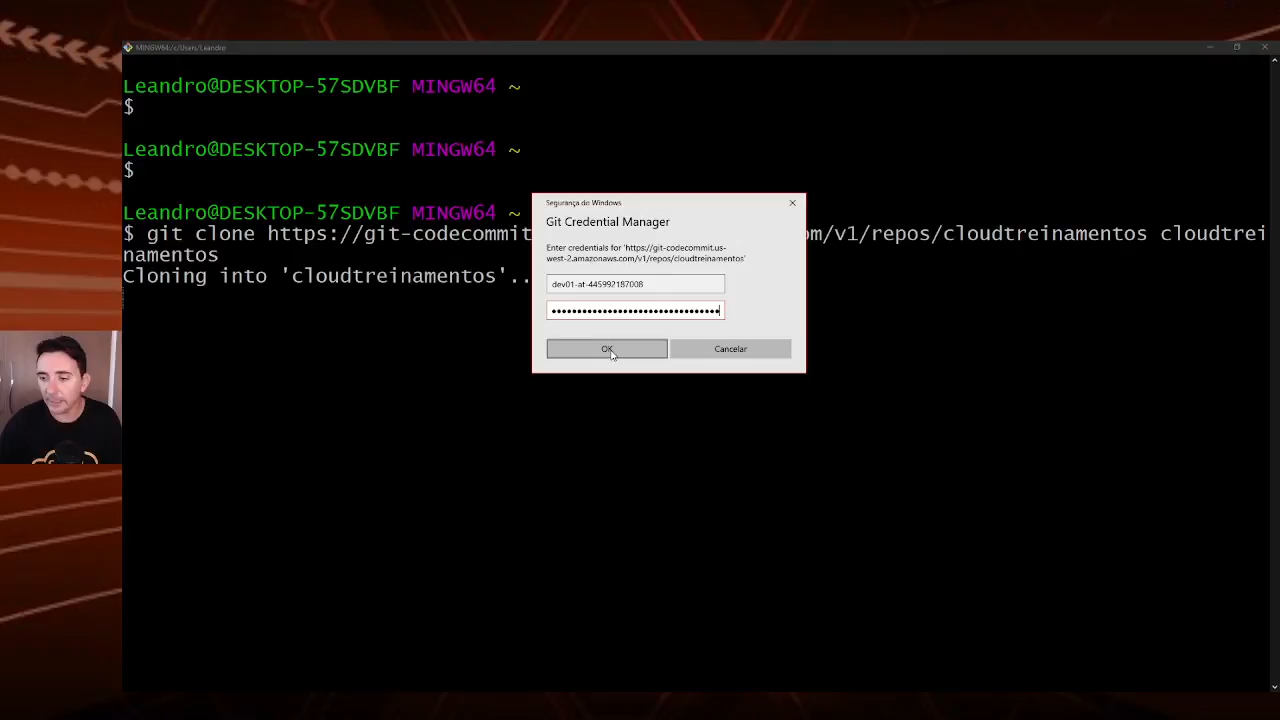 MINGW64:/c/Users/Leandro
Leandro@DESKTOP-57SDVBF MINGW64 ~
$
Leandro@DESKTOP-57SDVBF MINGW64 ~
$
Leandro@DESKTOP-57SDVBF MINGW64 ~
$ git clone https://git-codecommit om/v1/repos/cloudtreinamentos cloudtrei
namentos
Cloning into 'cloudtreinamentos'..
Segurança do Windows
Git Credential Manager
Enter credentials for 'https://git-codecommit.us-
west-2.amazonaws.com/v1/repos/cloudtreinamentos'
dev01-at-445992187008
●●●●●●●●●●●●●●●●●●●●●●●●●●●●●●●●●
OK Cancelar